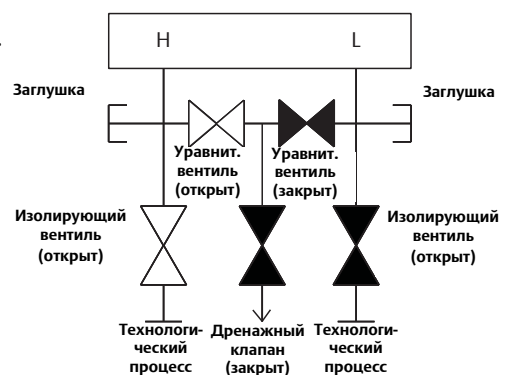 H
L
Заглушка
Заглушка
Уравнит.
вентиль
(открыт)
Уравнит.
вентиль
(закрыт)
Изолирующий
вентиль
(открыт)
Изолирующий
вентиль
(открыт)
Технологи-
ческий
процесс
Дренажный
клапан
(закрыт)
Технологи-
ческий
процесс